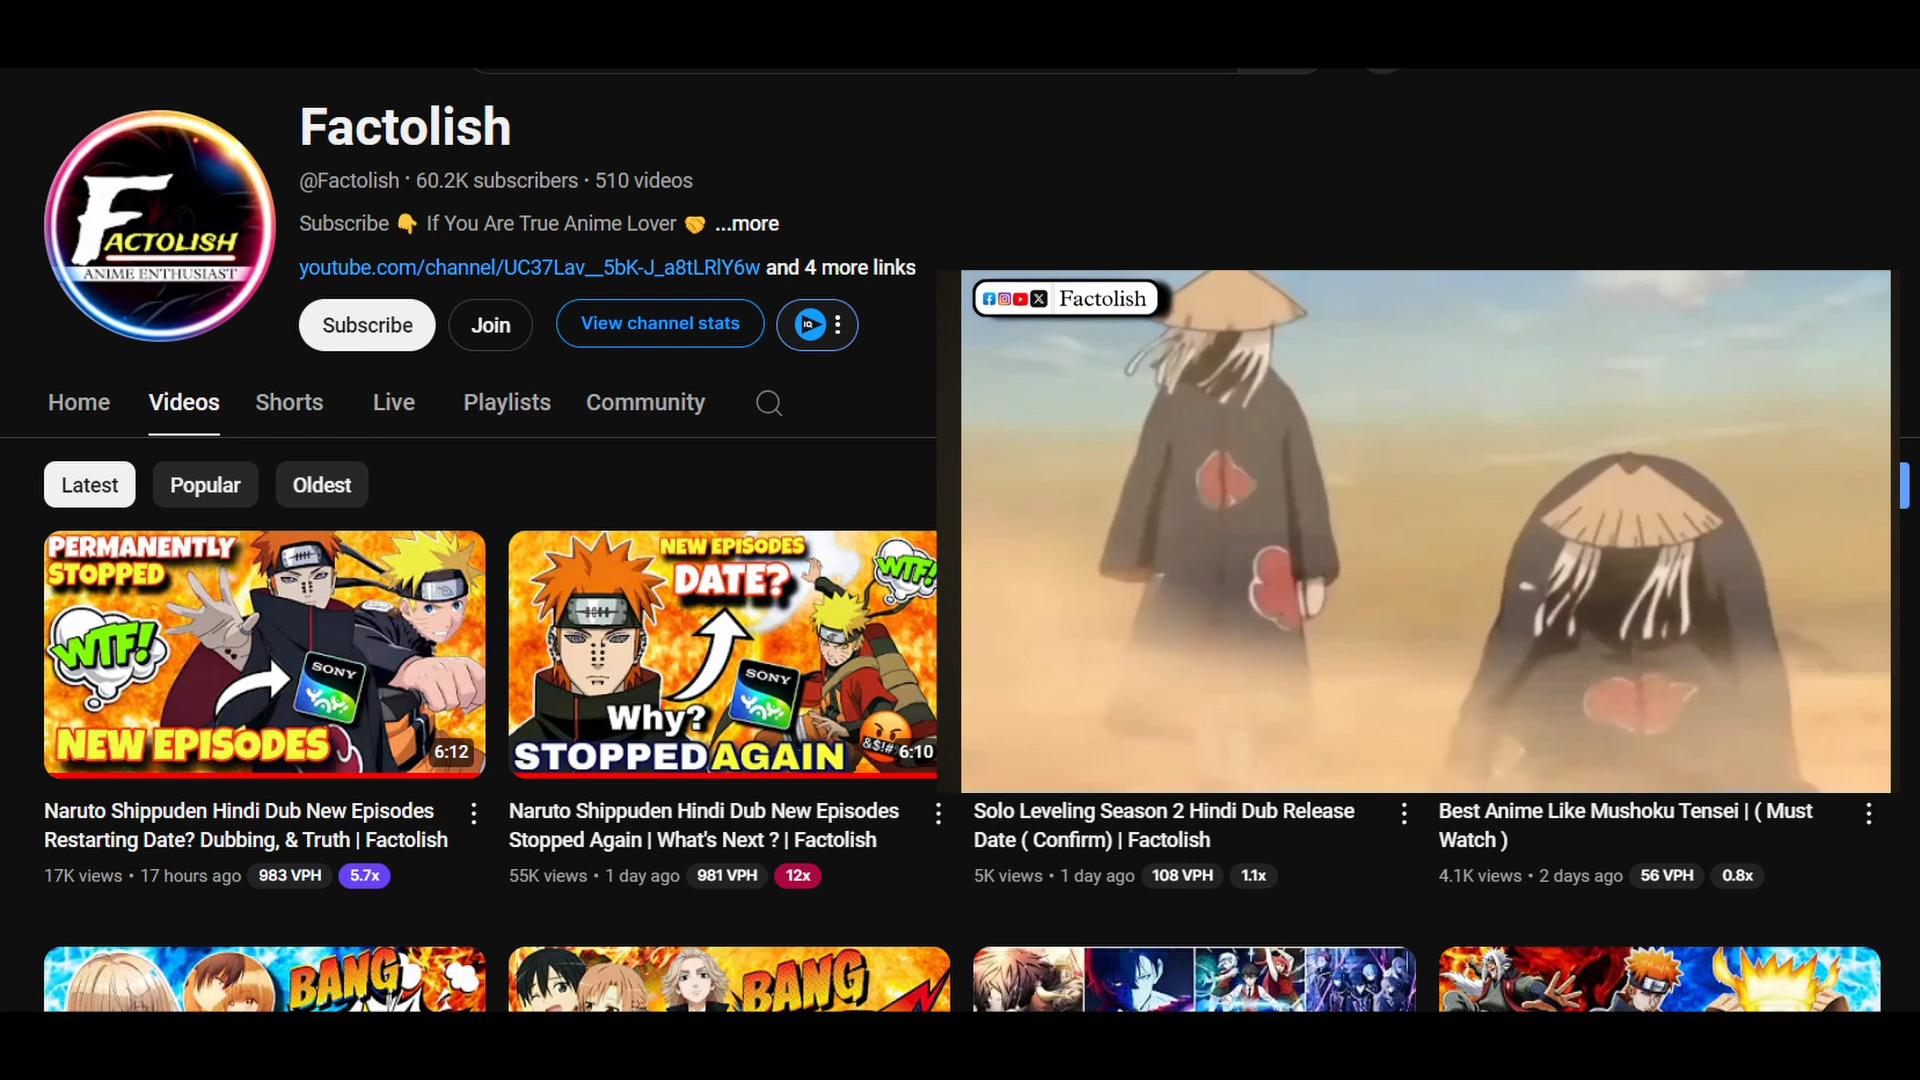 Factolish
@Factolish • 60.2K subscribers • 510 videos
Subscribe 👇 If You Are True Anime Lover 🤝 ...more
youtube.com/channel/UC37Lav__5bK-J_a8tLRlY6w and 4 more links
Subscribe
Join
View channel stats
IQ
FACTOLISH
ANIME ENTHUSIAST
Factolish
Home
Videos
Shorts
Live
Playlists
Community
Latest
Popular
Oldest
PERMANENTLY
STOPPED
WTF!
SONY
YAY!
NEW EPISODES
6:12
NEW EPISODES
DATE?
WTF!
SONY
YAY!
Why?
&$!#
STOPPED AGAIN
6:10
Naruto Shippuden Hindi Dub New Episodes
Restarting Date? Dubbing, & Truth | Factolish
17K views • 17 hours ago 983 VPH 5.7x
Naruto Shippuden Hindi Dub New Episodes
Stopped Again | What's Next ? | Factolish
55K views • 1 day ago 981 VPH 12x
Solo Leveling Season 2 Hindi Dub Release
Date ( Confirm) | Factolish
5K views • 1 day ago 108 VPH 1.1x
Best Anime Like Mushoku Tensei | ( Must
Watch )
4.1K views • 2 days ago 56 VPH 0.8x
BANG
BANG